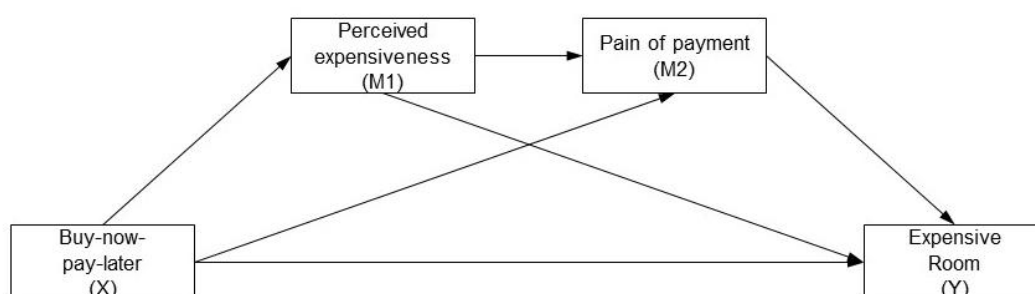 Perceived
expensiveness
(M1)
Pain of payment
(M2)
Buy-now-
pay-later
(X)
Expensive
Room
(Y)